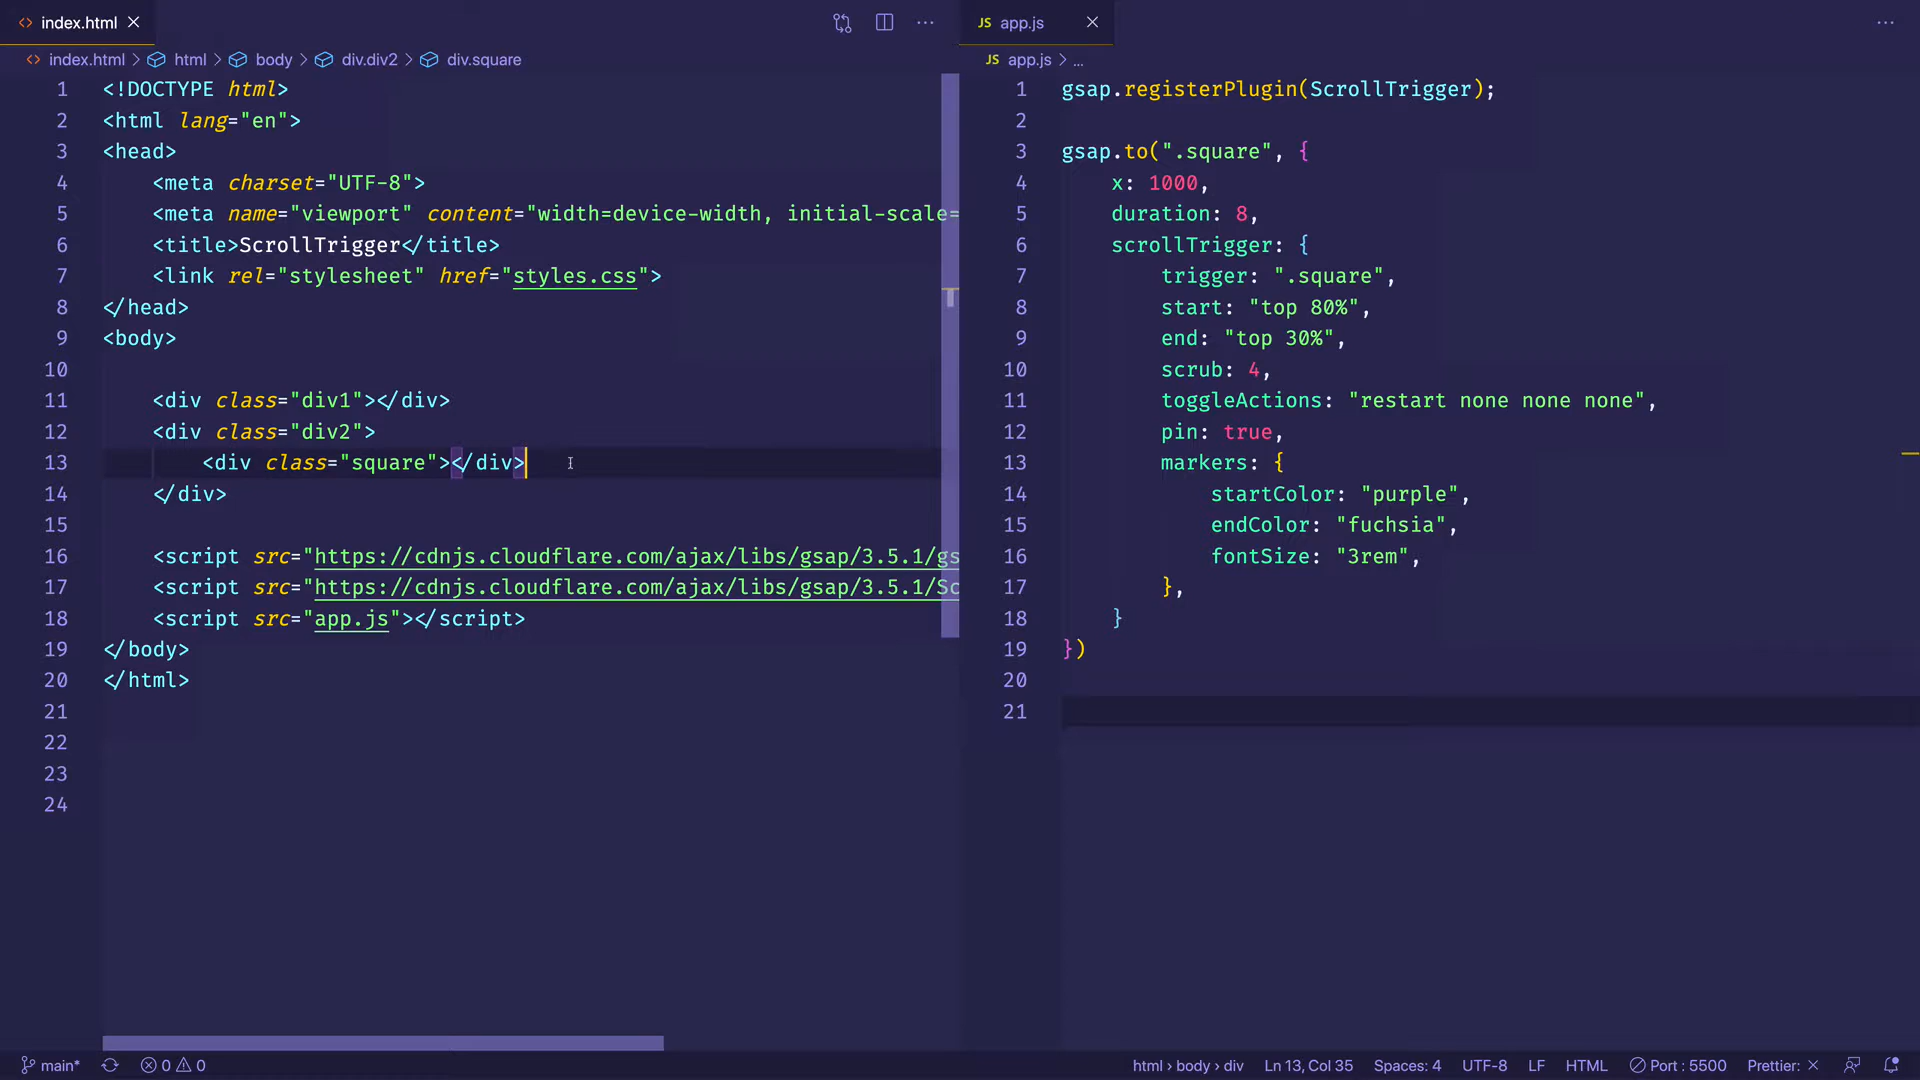 index.html
index.html > html > body > div.div2 > div.square
1 <!DOCTYPE html>
2 <html lang="en">
3 <head>
4 <meta charset="UTF-8">
5 <meta name="viewport" content="width=device-width, initial-scale=
6 <title>ScrollTrigger</title>
7 <link rel="stylesheet" href="styles.css">
8 </head>
9 <body>
10
11 <div class="div1"></div>
12 <div class="div2">
13 <div class="square"></div>
14 </div>
15
16 <script src="https://cdnjs.cloudflare.com/ajax/libs/gsap/3.5.1/gs
17 <script src="https://cdnjs.cloudflare.com/ajax/libs/gsap/3.5.1/Sc
18 <script src="app.js"></script>
19 </body>
20 </html>
21
22
23
24
JS app.js
JS app.js > ...
1 gsap.registerPlugin(ScrollTrigger);
2
3 gsap.to(".square", {
4 x: 1000,
5 duration: 8,
6 scrollTrigger: {
7 trigger: ".square",
8 start: "top 80%",
9 end: "top 30%",
10 scrub: 4,
11 toggleActions: "restart none none none",
12 pin: true,
13 markers: {
14 startColor: "purple",
15 endColor: "fuchsia",
16 fontSize: "3rem",
17 },
18 }
19 })
20
21
main* 0 0 html › body › div Ln 13, Col 35 Spaces: 4 UTF-8 LF HTML Port : 5500 Prettier: ×